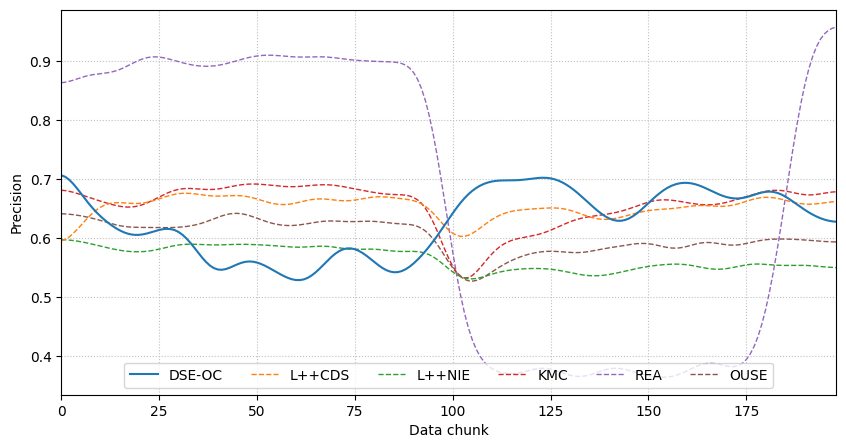 Precision
0.9
0.8
0.7
0.6
0.5
0.4
DSE-OC L++CDS L++NIE KMC REA OUSE
0 25 50 75 100 125 150 175
Data chunk